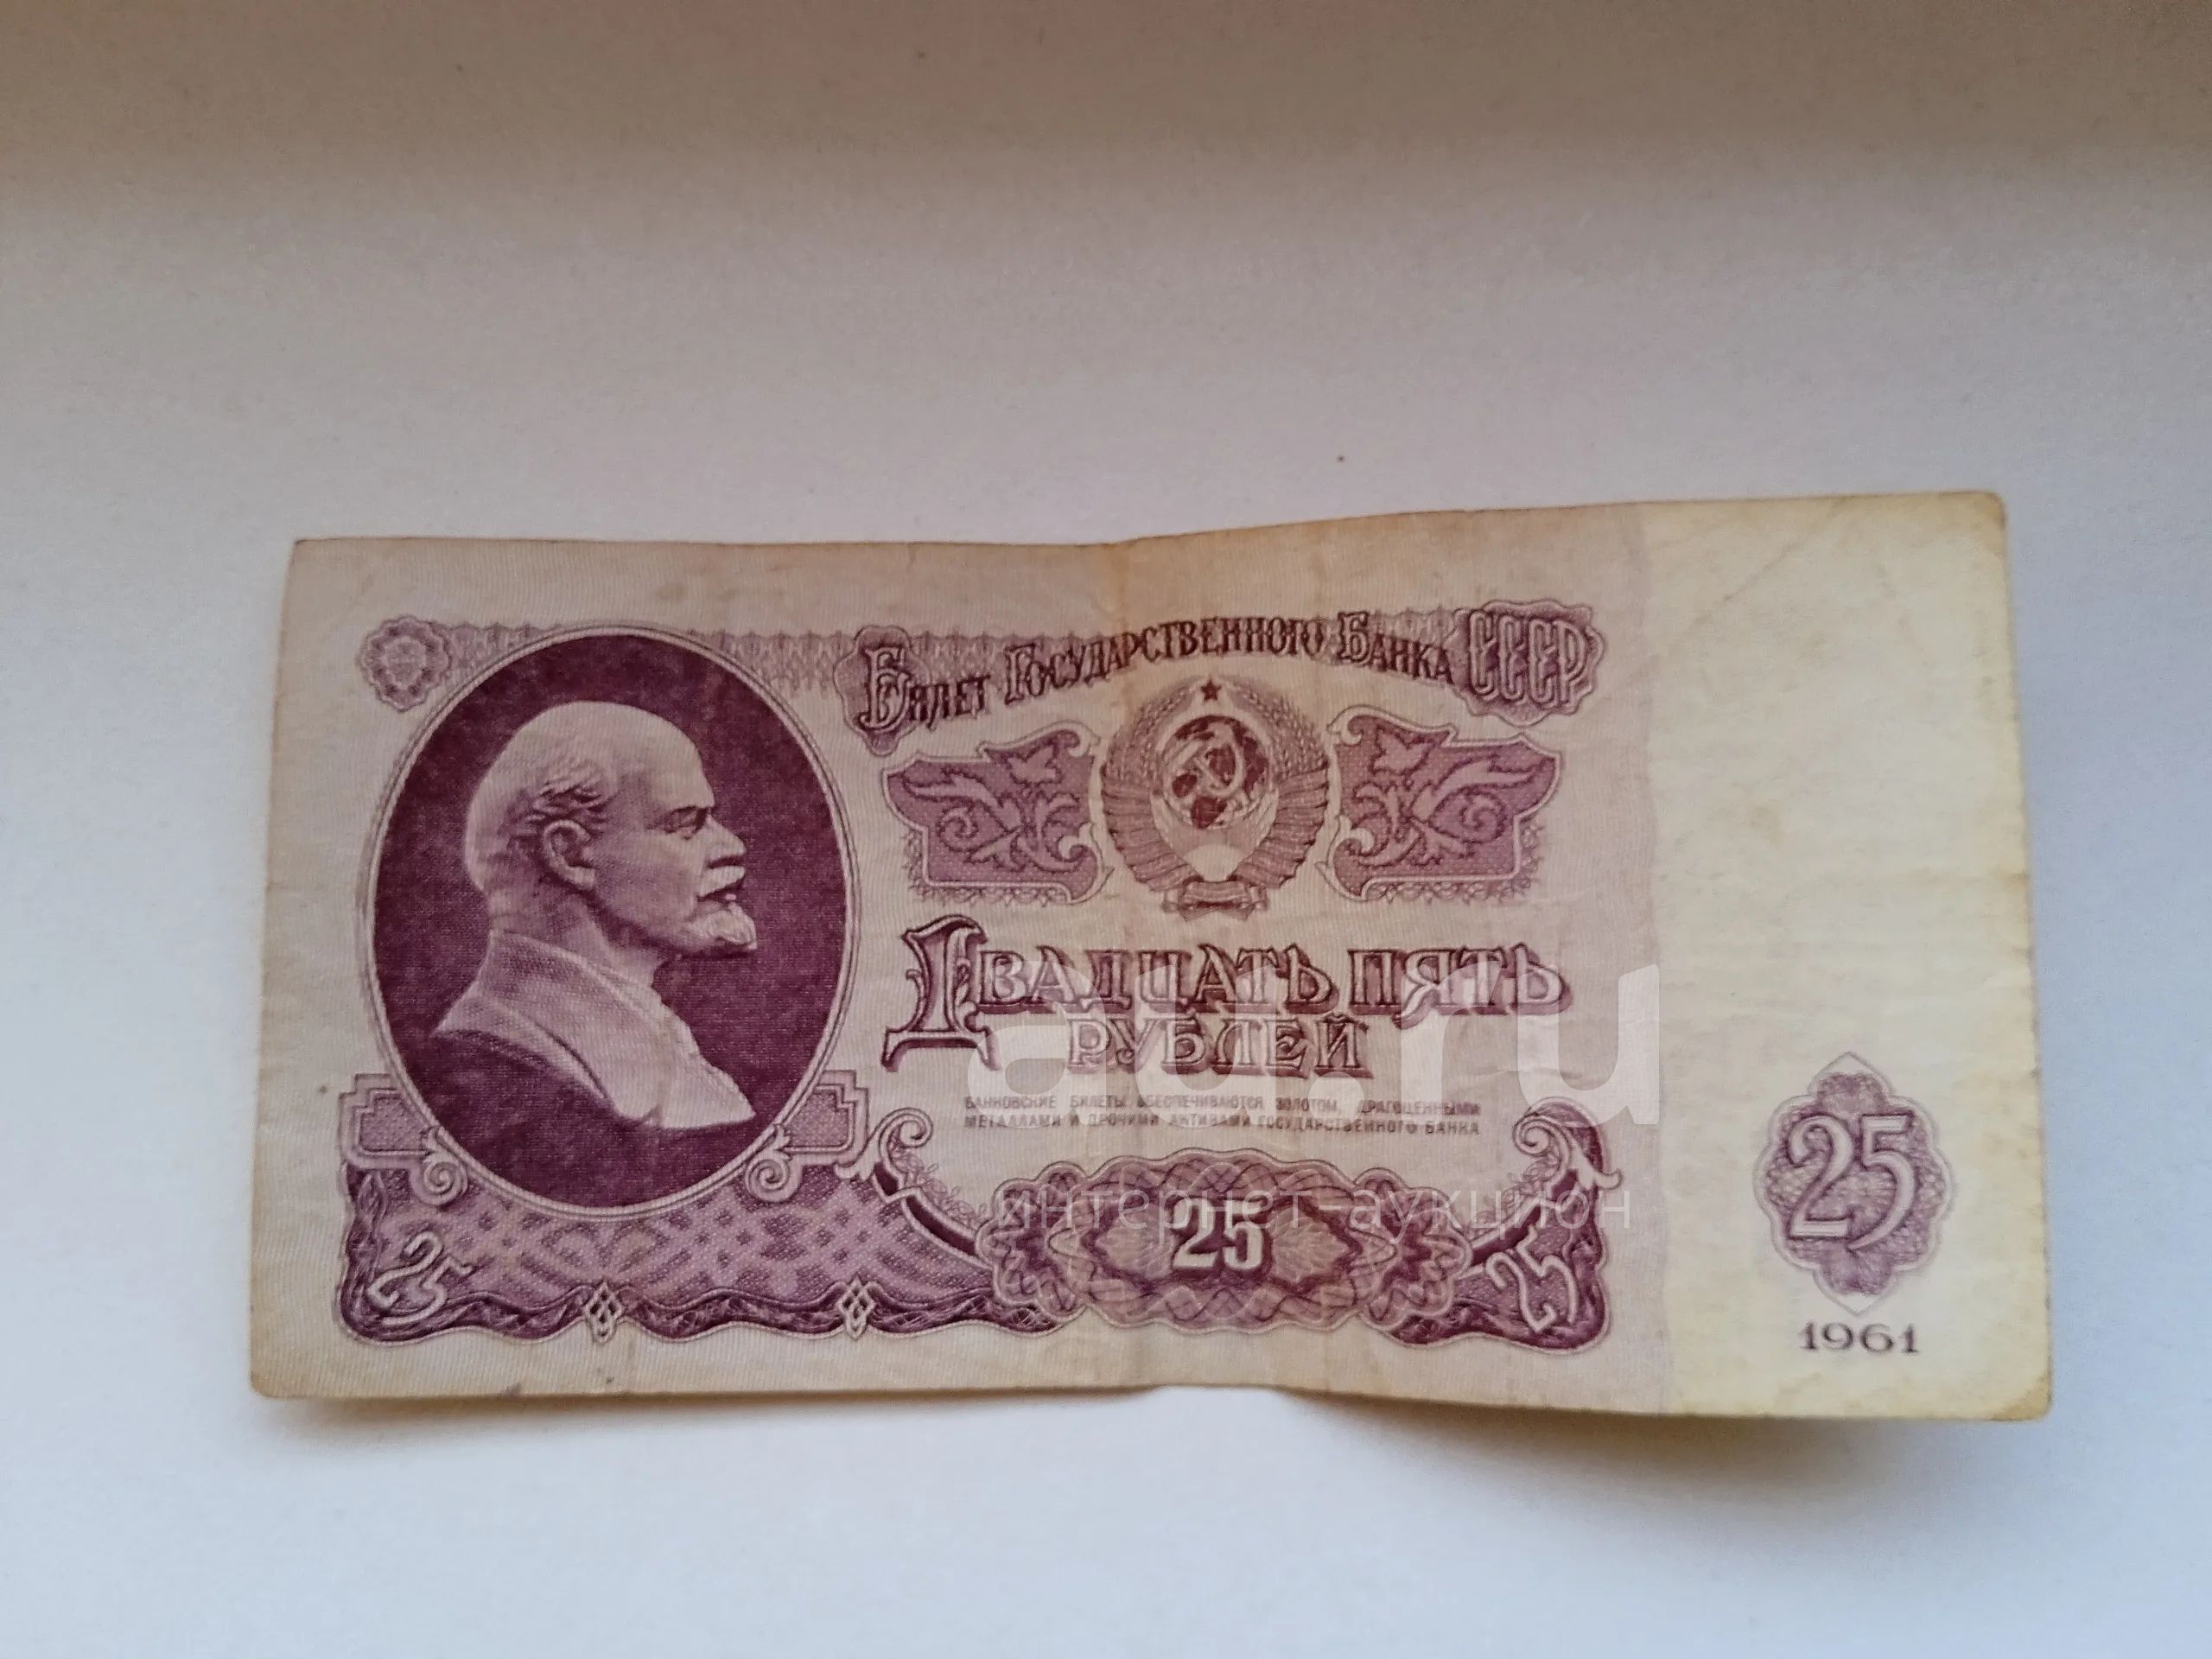 Билет Государственного Банка СССР
Двадцать пять
рублей
БАНКОВСКИЕ БИЛЕТЫ ОБЕСПЕЧИВАЮТСЯ ЗОЛОТОМ, ДРАГОЦЕННЫМИ
МЕТАЛЛАМИ И ПРОЧИМИ АКТИВАМИ ГОСУДАРСТВЕННОГО БАНКА
25
25
25
25
1961
au.ru
интернет-аукцион